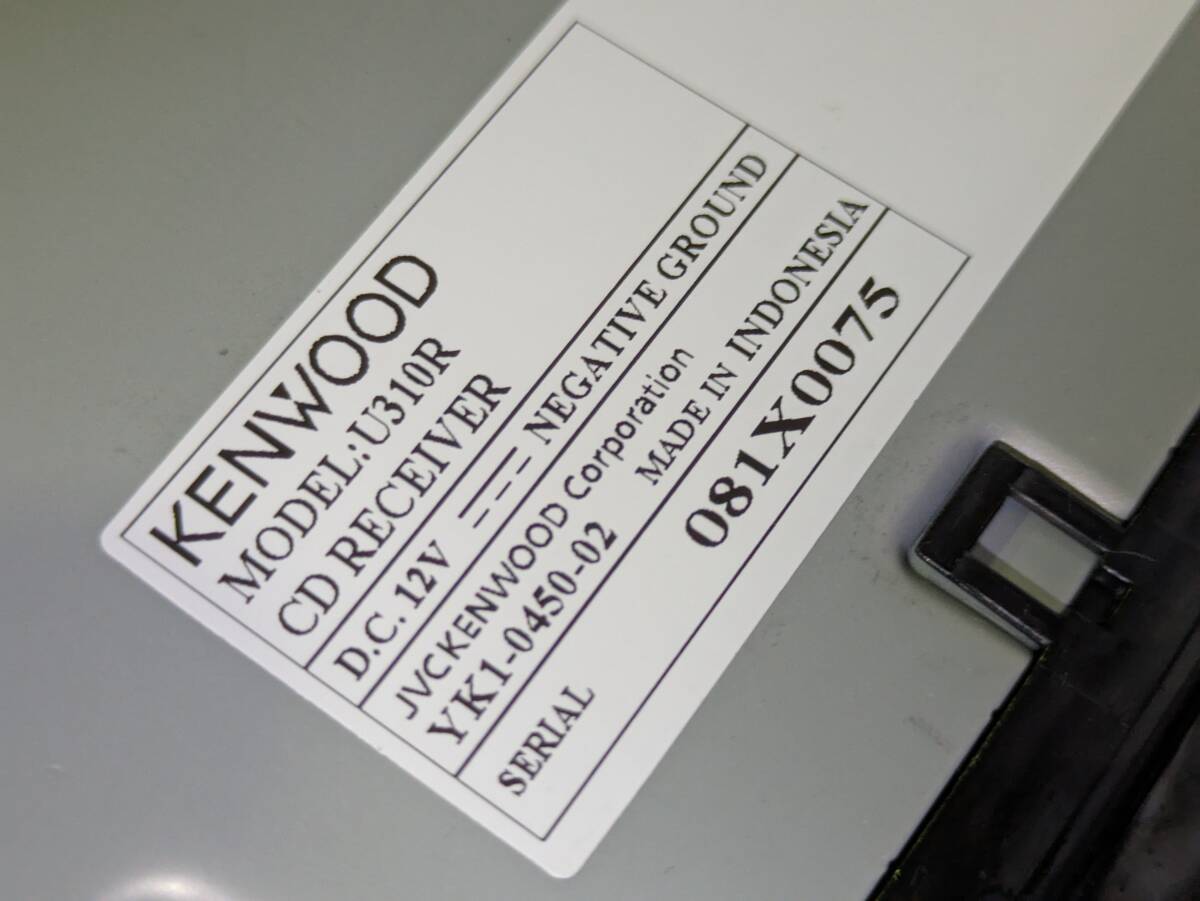 KENWOOD
MODEL:U310R
CD RECEIVER
D.C. 12V ⎓ NEGATIVE GROUND
JVCKENWOOD Corporation
YK1-0450-02 MADE IN INDONESIA
SERIAL 081X0075